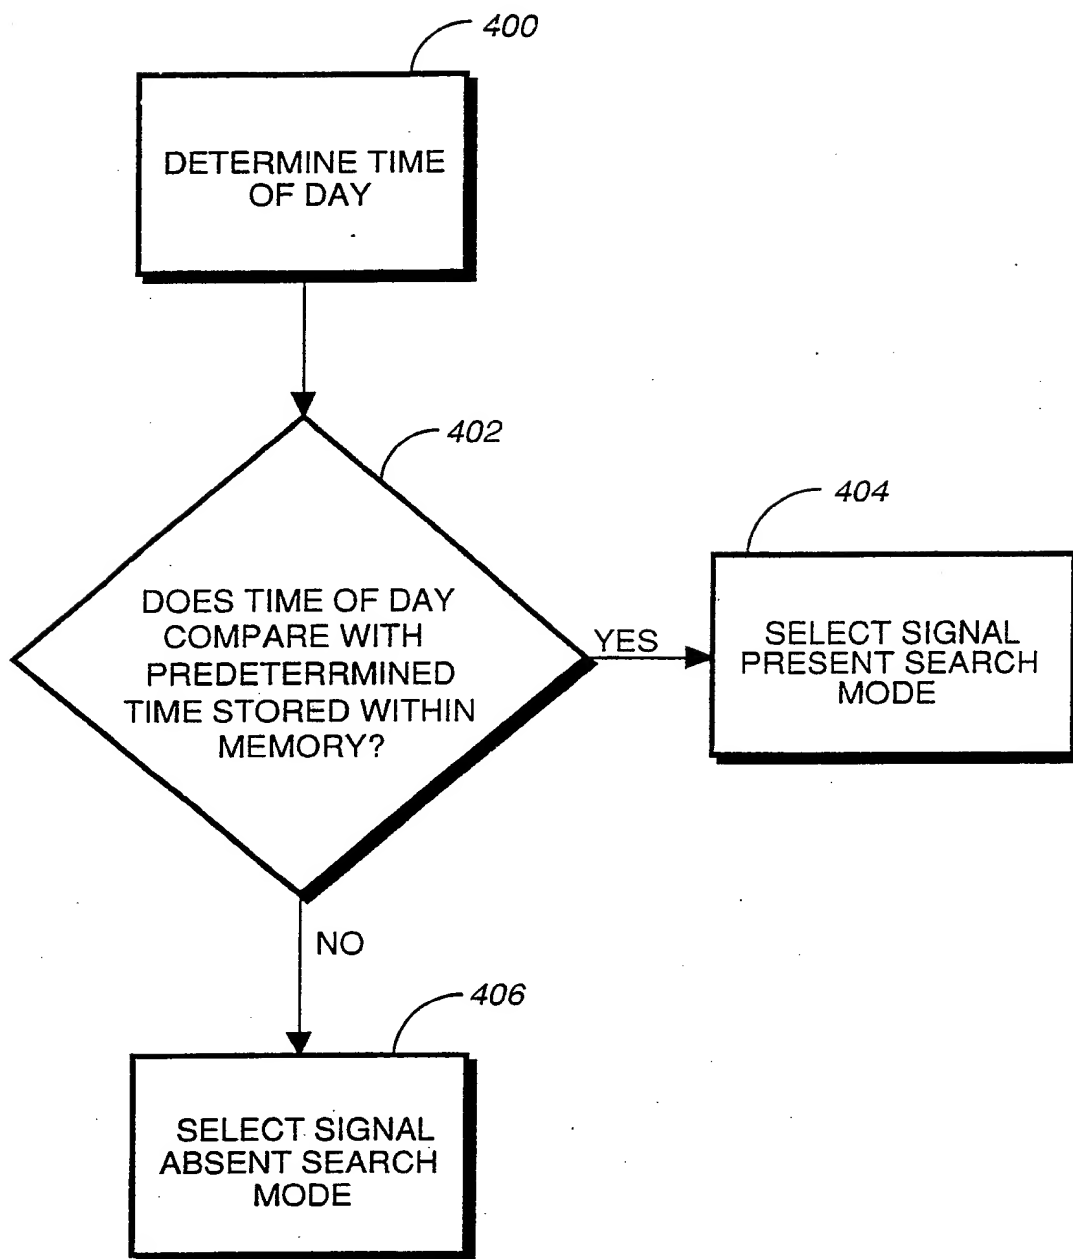 400
DETERMINE TIME
OF DAY
402
DOES TIME OF DAY
COMPARE WITH
PREDETERRMINED
TIME STORED WITHIN
MEMORY?
YES
404
SELECT SIGNAL
PRESENT SEARCH
MODE
NO
406
SELECT SIGNAL
ABSENT SEARCH
MODE